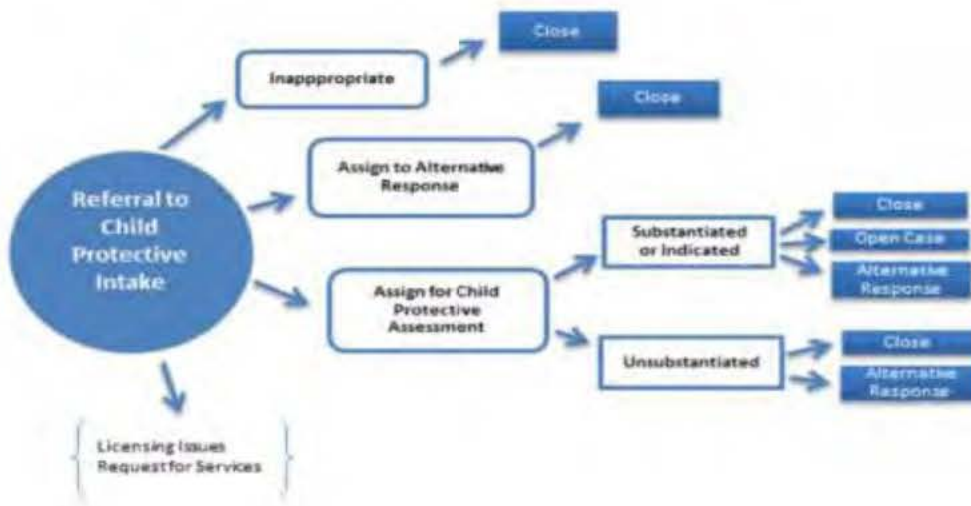 Close
Inapppropriate
Close
Assign to Alternative
Response
Referral to
Child
Protective
Intake
Substantiated
or Indicated
Close
Open Case
Alternative
Response
Assign for Child
Protective
Assessment
Unsubstantiated
Close
Alternative
Response
Licensing Issues
Request for Services